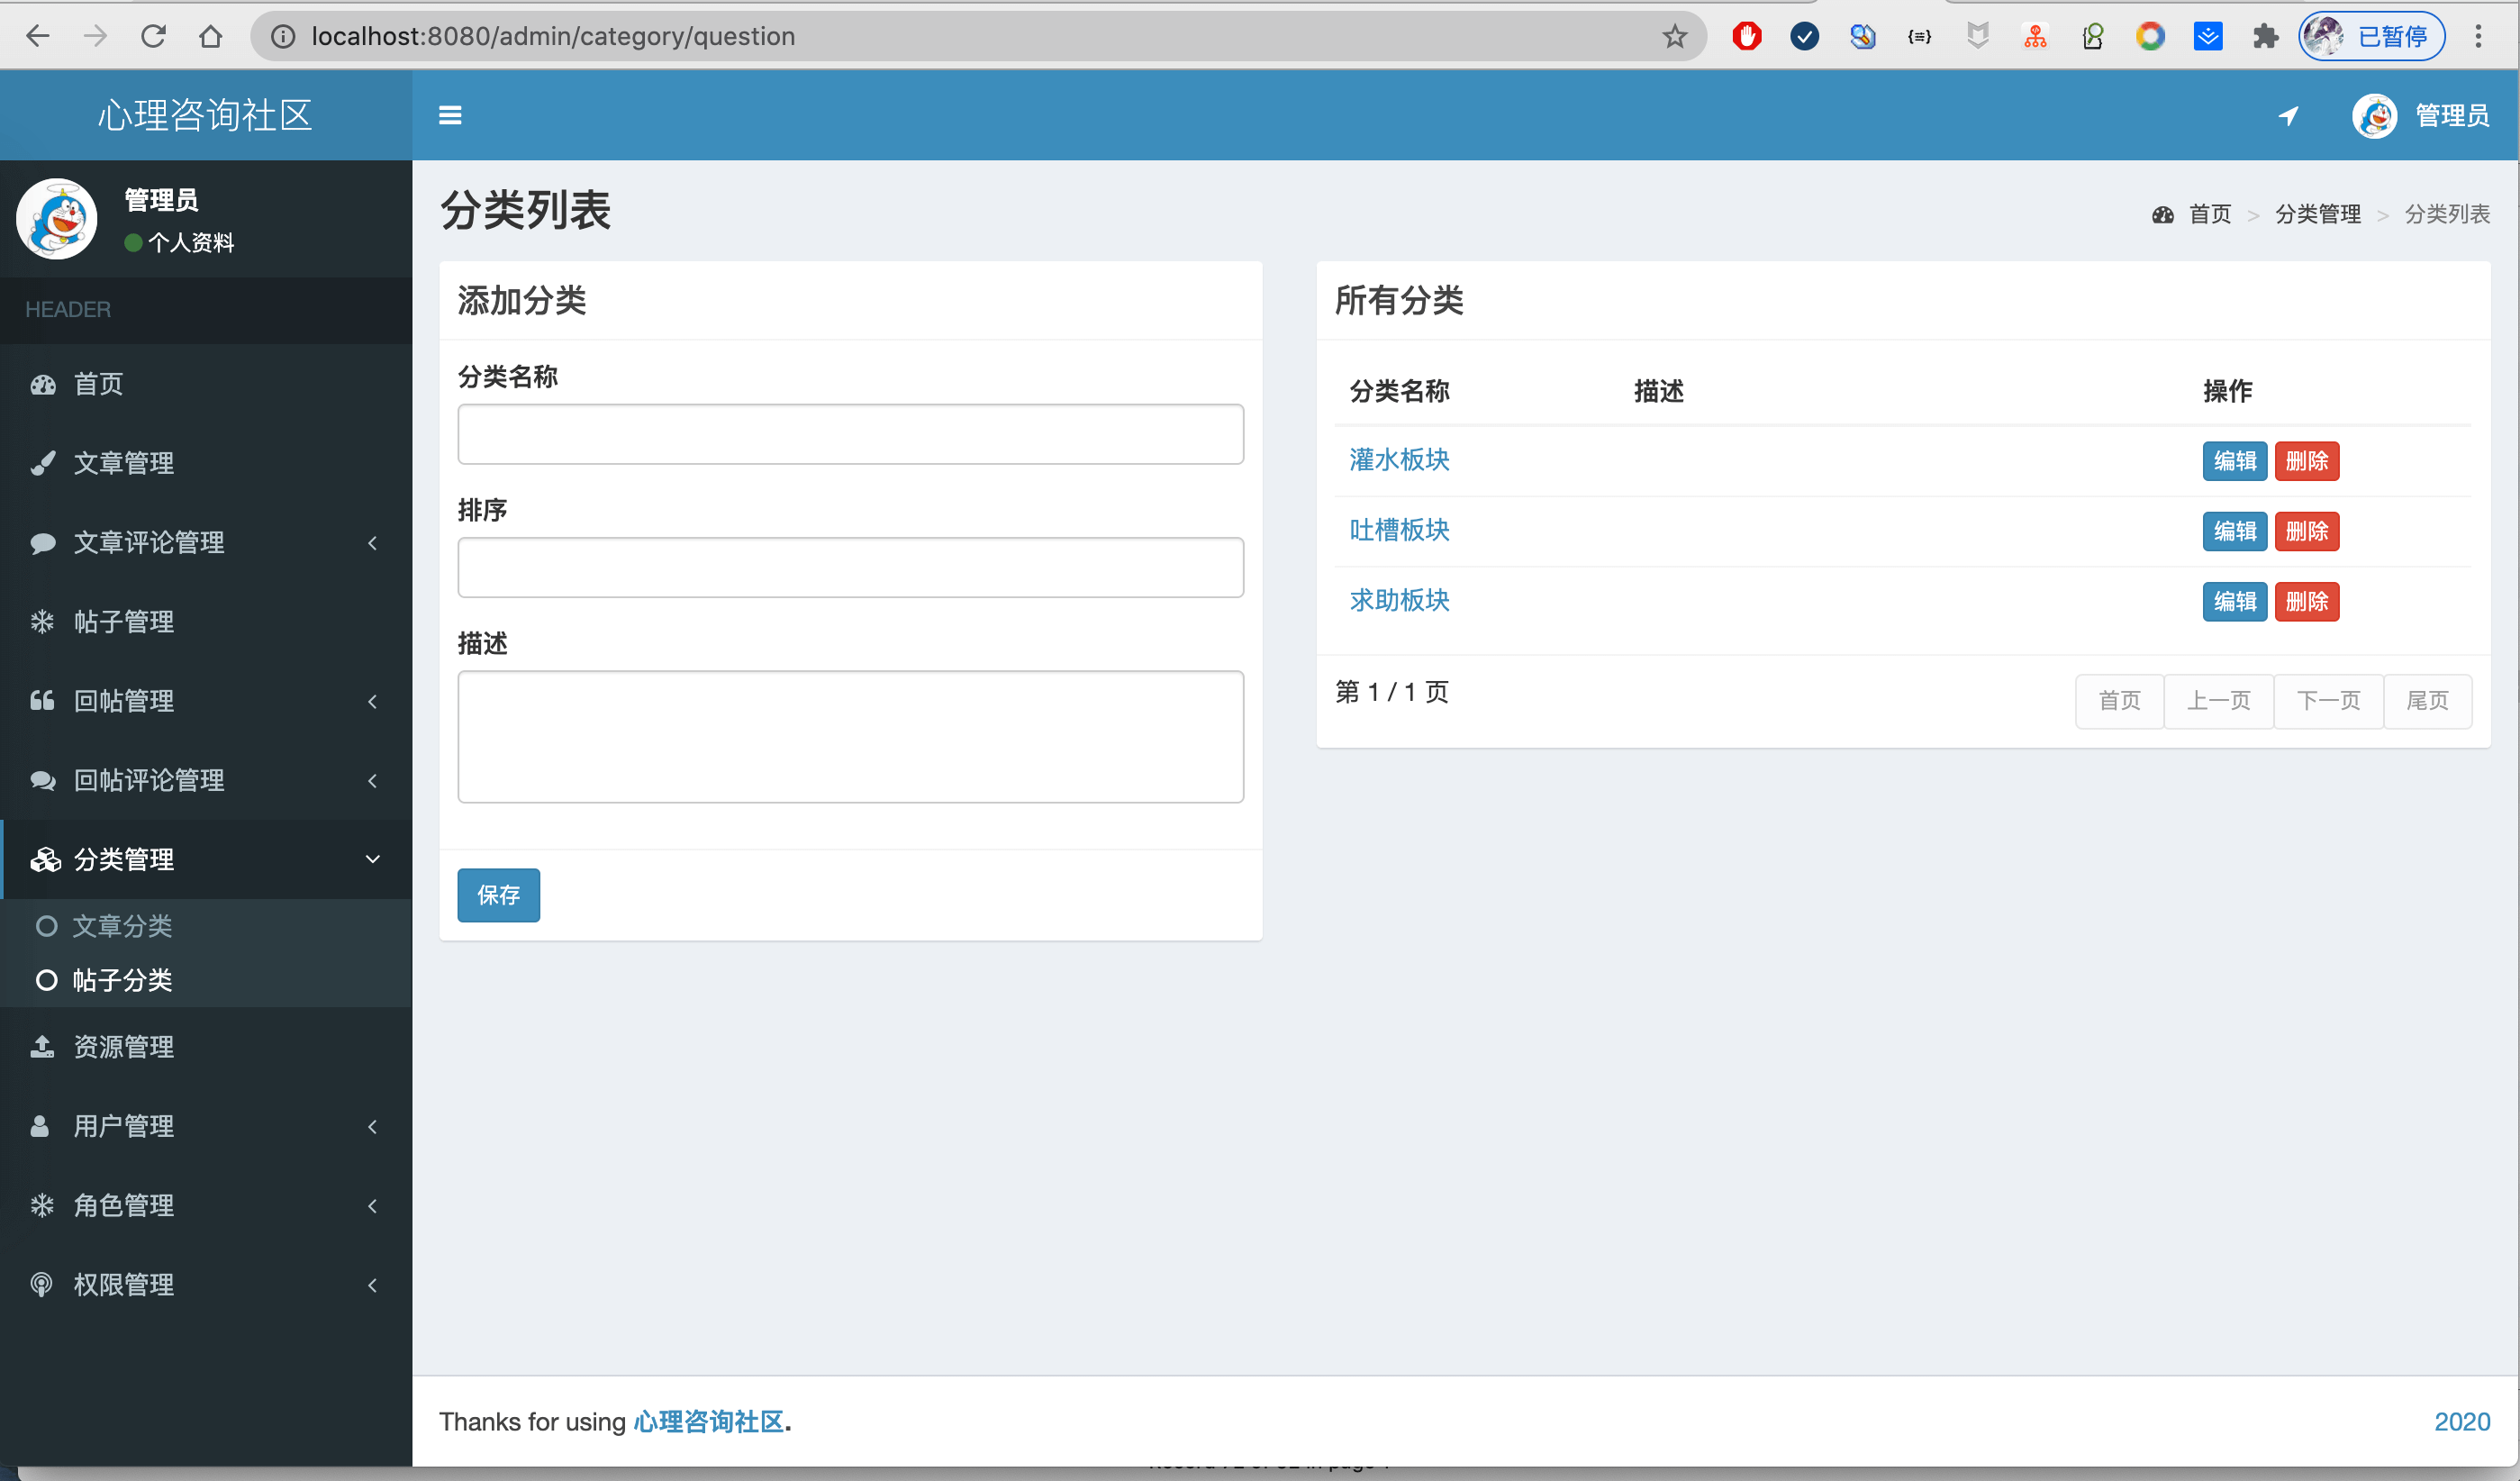 localhost:8080/admin/category/question
已暂停
心理咨询社区
管理员
管理员
个人资料
HEADER
首页
文章管理
文章评论管理
帖子管理
回帖管理
回帖评论管理
分类管理
文章分类
帖子分类
资源管理
用户管理
角色管理
权限管理
分类列表
首页 > 分类管理 > 分类列表
添加分类
分类名称
排序
描述
保存
所有分类
分类名称 描述 操作
灌水板块 编辑 删除
吐槽板块 编辑 删除
求助板块 编辑 删除
第 1 / 1 页
首页 上一页 下一页 尾页
Thanks for using 心理咨询社区.
2020